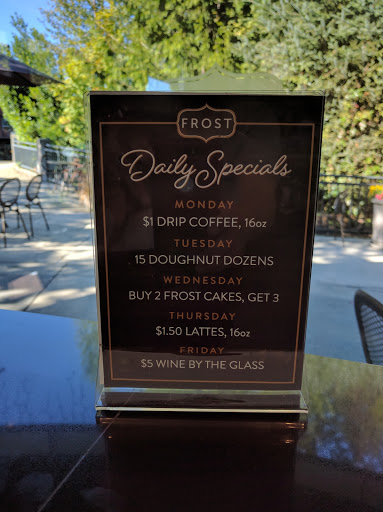 FROST
Daily Specials
MONDAY
$1 DRIP COFFEE, 16oz
TUESDAY
15 DOUGHNUT DOZENS
WEDNESDAY
BUY 2 FROST CAKES, GET 3
THURSDAY
$1.50 LATTES, 16oz
FRIDAY
$5 WINE BY THE GLASS